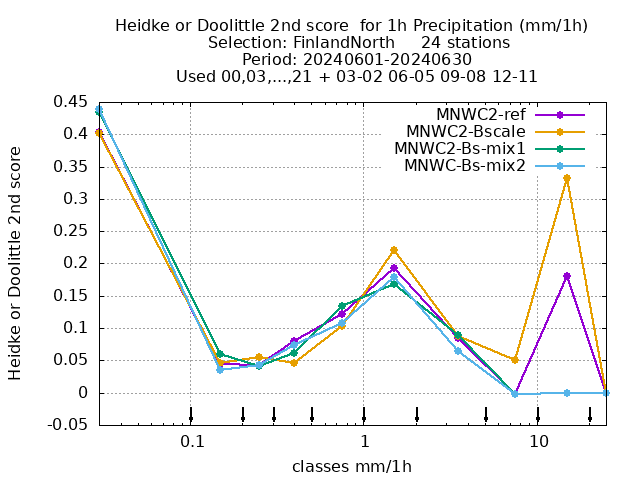 Heidke or Doolittle 2nd score  for 1h Precipitation (mm/1h)
Selection: FinlandNorth     24 stations
Period: 20240601-20240630
Used 00,03,...,21 + 03-02 06-05 09-08 12-11
MNWC2-ref
MNWC2-Bscale
MNWC2-Bs-mix1
MNWC-Bs-mix2
Heidke or Doolittle 2nd score
0.45
0.4
0.35
0.3
0.25
0.2
0.15
0.1
0.05
0
-0.05
0.1
1
10
classes mm/1h